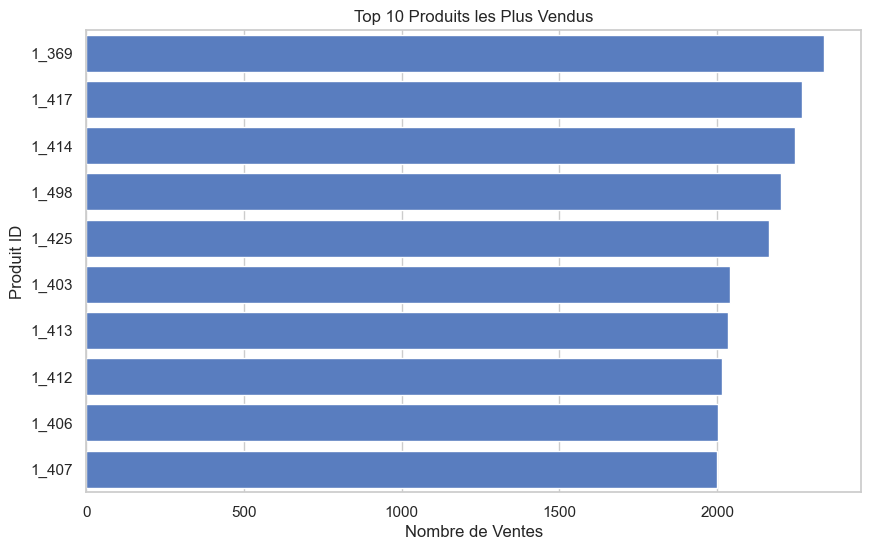 Top 10 Produits les Plus Vendus
Produit ID
1_369
1_417
1_414
1_498
1_425
1_403
1_413
1_412
1_406
1_407
0 500 1000 1500 2000
Nombre de Ventes